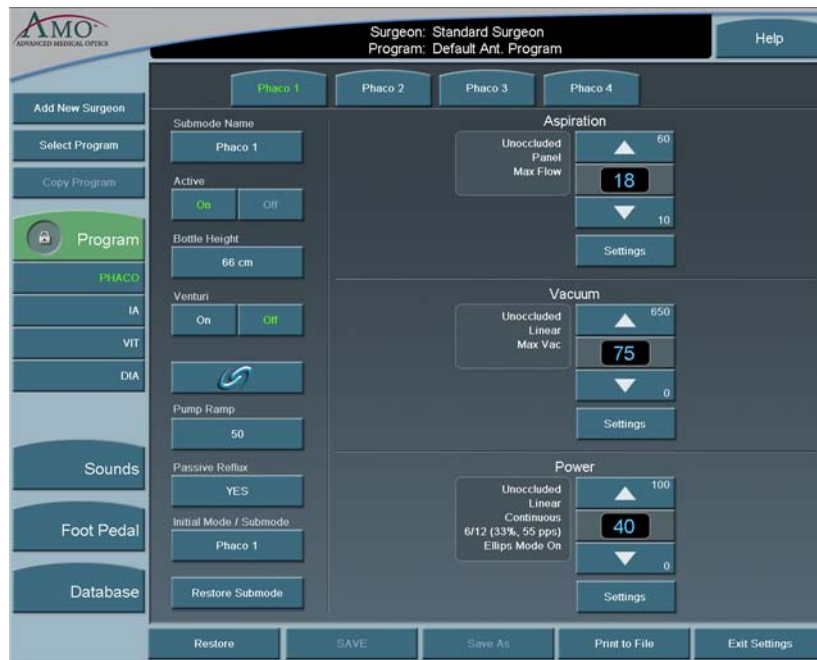 AMO
ADVANCED MEDICAL OPTICS
Surgeon: Standard Surgeon
Program: Default Ant. Program
Help
Add New Surgeon
Select Program
Copy Program
Program
PHACO
IA
VIT
DIA
Sounds
Foot Pedal
Database
Phaco 1
Phaco 2
Phaco 3
Phaco 4
Submode Name
Phaco 1
Active
On Off
Bottle Height
66 cm
Venturi
On Off
Pump Ramp
50
Passive Reflux
YES
Initial Mode / Submode
Phaco 1
Restore Submode
Aspiration
Unoccluded
Panel
Max Flow
60
18
10
Settings
Vacuum
Unoccluded
Linear
Max Vac
650
75
0
Settings
Power
Unoccluded
Linear
Continuous
6/12 (33%, 55 pps)
Ellips Mode On
100
40
0
Settings
Restore
SAVE
Save As
Print to File
Exit Settings